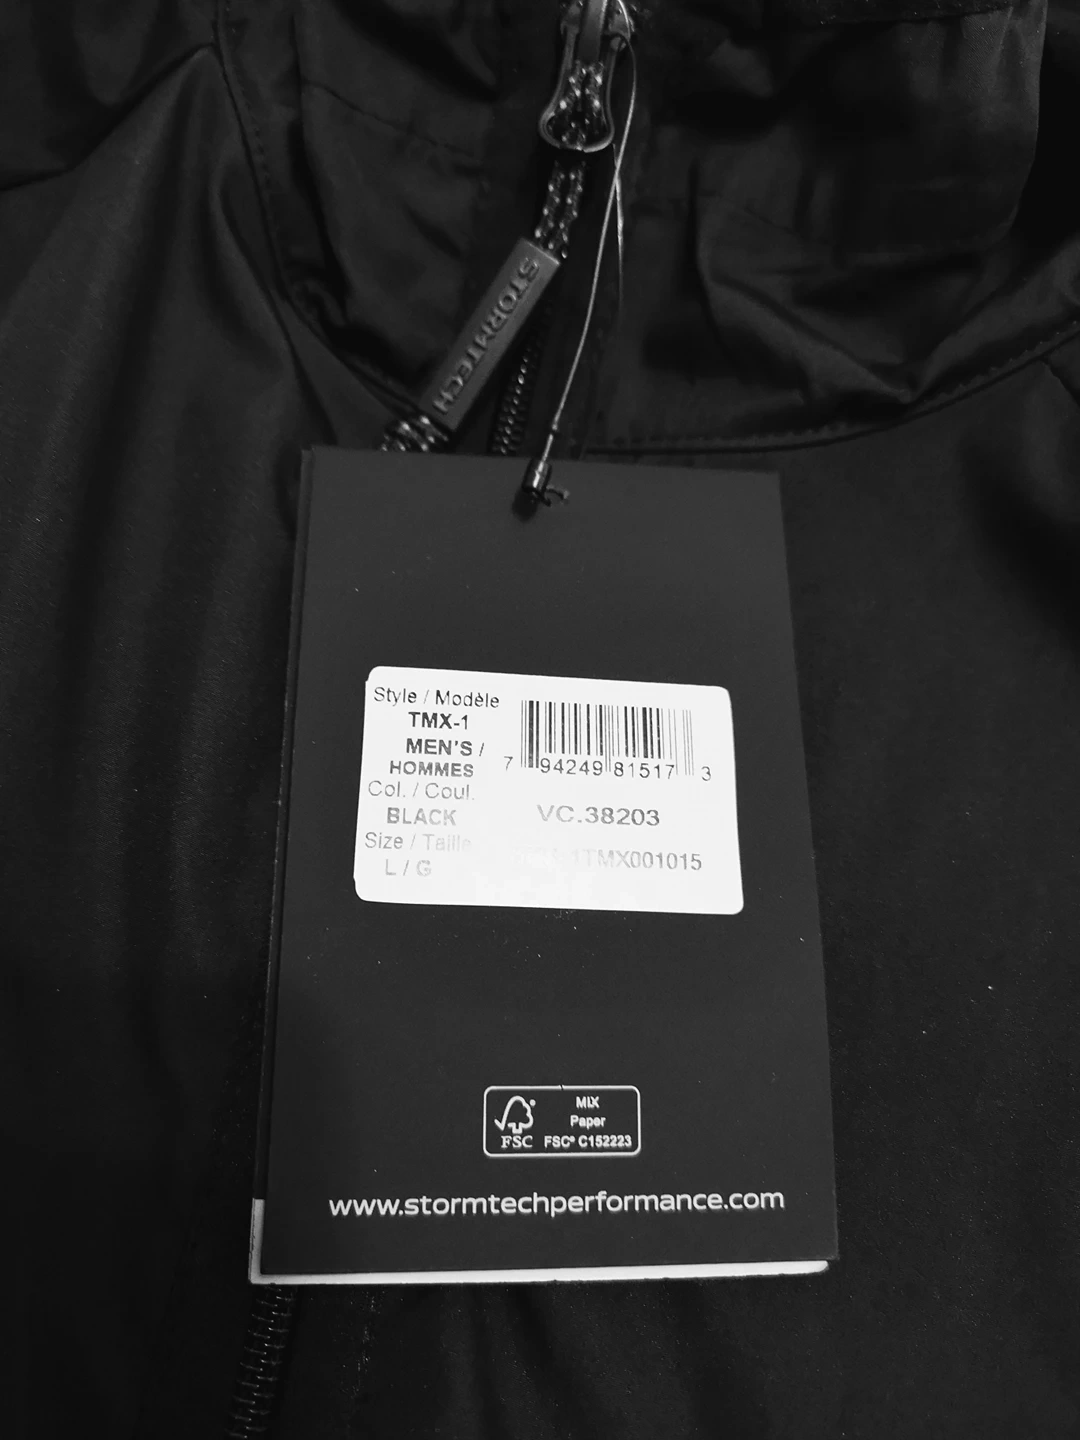 STORMTECH
Style / Modèle
TMX-1
MEN'S /
HOMMES
Col. / Coul.
BLACK
Size / Taille
L / G
7 94249 81517 3
VC.38203
1TMX001015
MIX
Paper
FSC® C152223
FSC
www.stormtechperformance.com